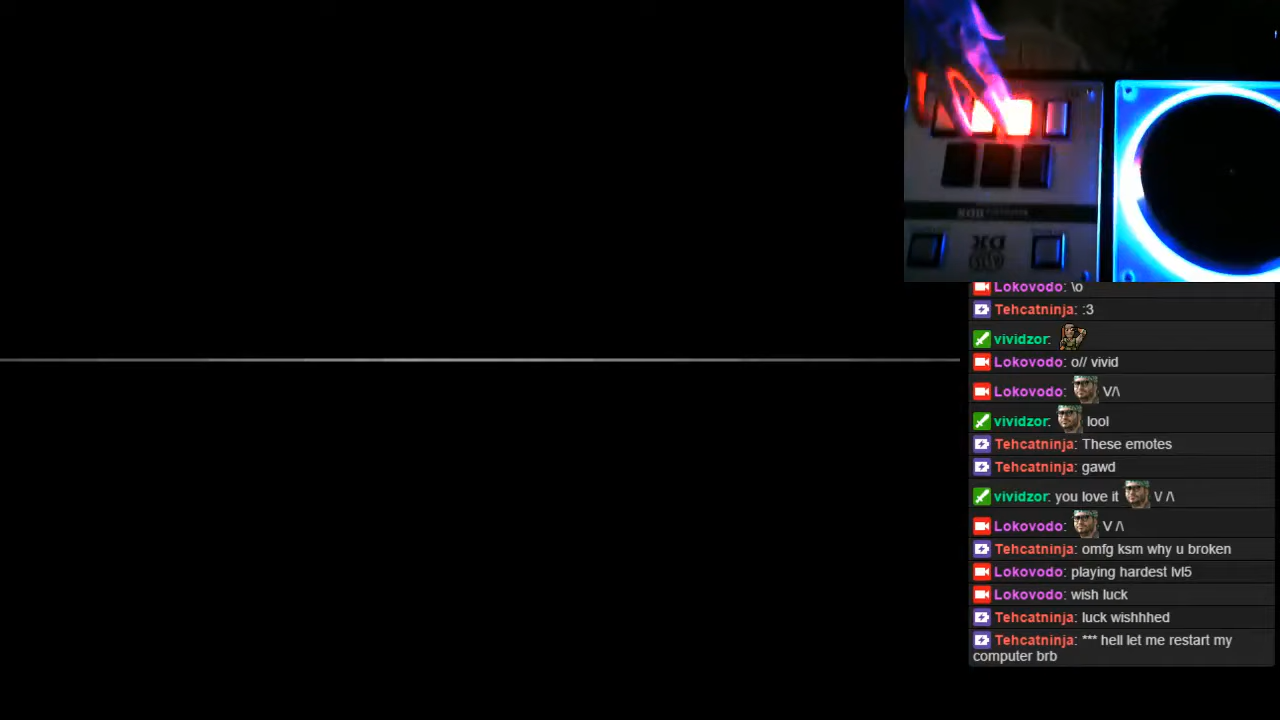 Lokovodo: \o
Tehcatninja: :3
vividzor:
Lokovodo: o// vivid
Lokovodo: V/\
vividzor: lool
Tehcatninja: These emotes
Tehcatninja: gawd
vividzor: you love it V /\
Lokovodo: V /\
Tehcatninja: omfg ksm why u broken
Lokovodo: playing hardest lvl5
Lokovodo: wish luck
Tehcatninja: luck wishhhed
Tehcatninja: *** hell let me restart my
computer brb